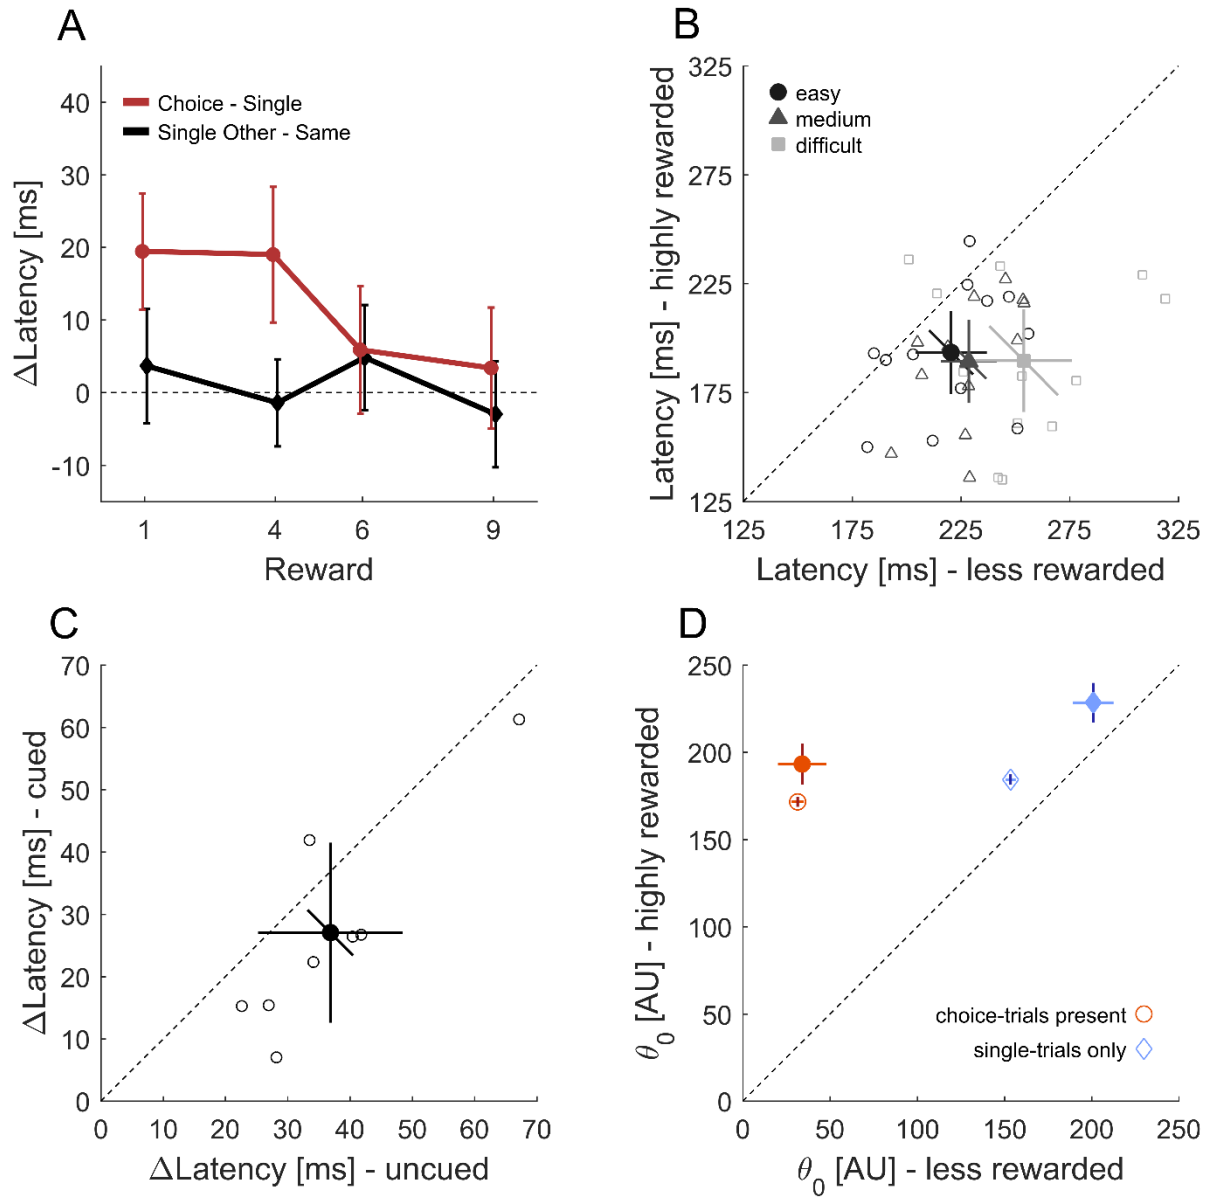 A
40
30
20
10
0
-10
ΔLatency [ms]
Choice - Single
Single Other - Same
1 4 6 9
Reward
B
325
275
225
175
125
Latency [ms] - highly rewarded
easy
medium
difficult
125 175 225 275 325
Latency [ms] - less rewarded
C
70
60
50
40
30
20
10
0
ΔLatency [ms] - cued
0 10 20 30 40 50 60 70
ΔLatency [ms] - uncued
D
250
200
150
100
50
0
θ0 [AU] - highly rewarded
choice-trials present
single-trials only
0 50 100 150 200 250
θ0 [AU] - less rewarded